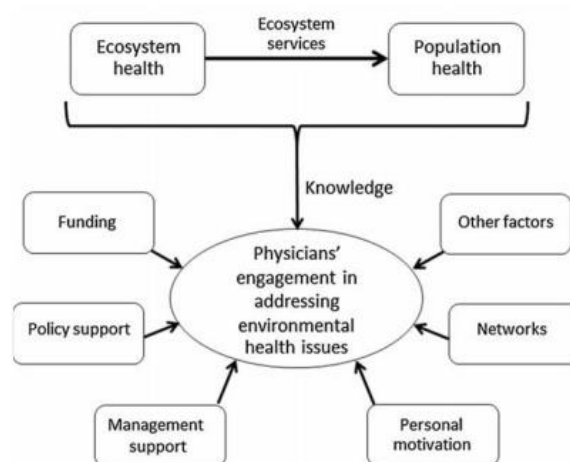 Ecosystem
services
Ecosystem
health
Population
health
Knowledge
Funding
Other factors
Physicians’
engagement in
addressing
environmental
health issues
Policy support
Networks
Management
support
Personal
motivation